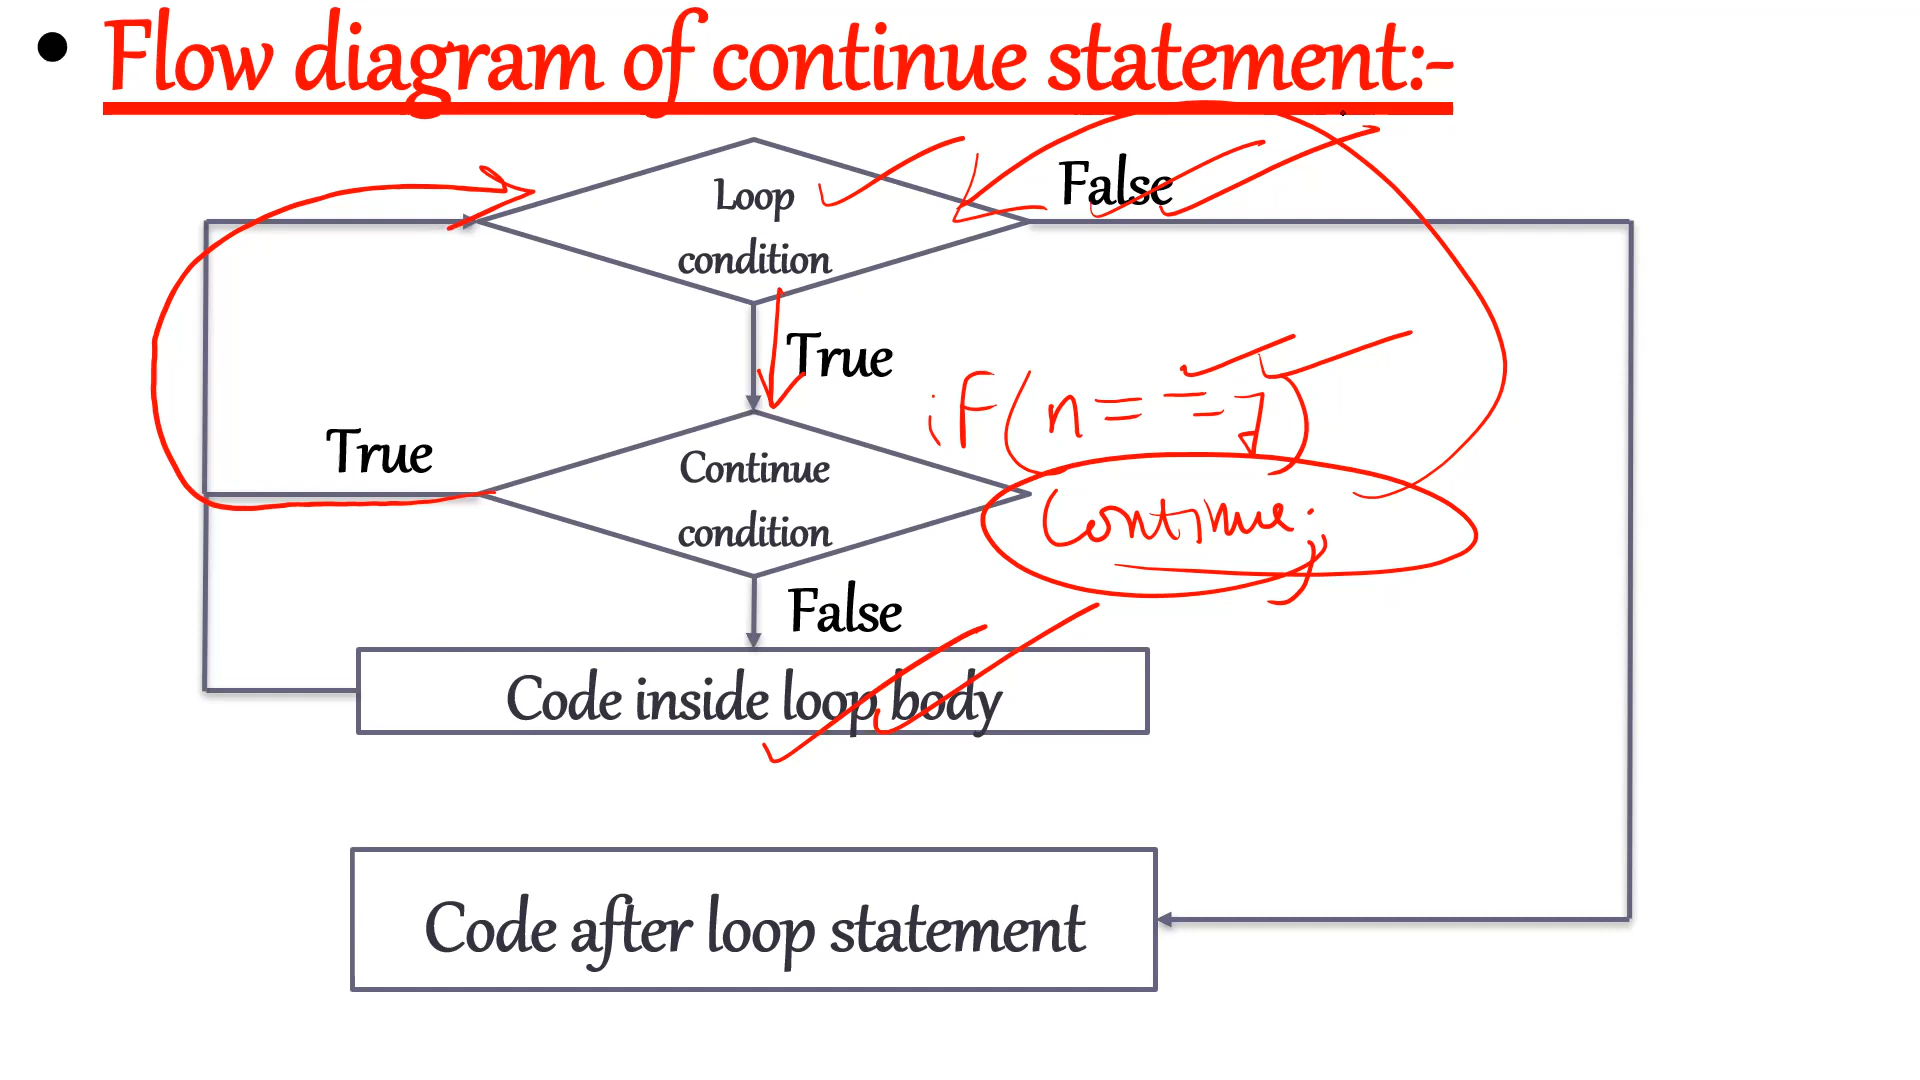 • Flow diagram of continue statement:-
Loop
condition
False
True
if(n==7)
True
Continue
condition
Continue;
False
Code inside loop body
Code after loop statement